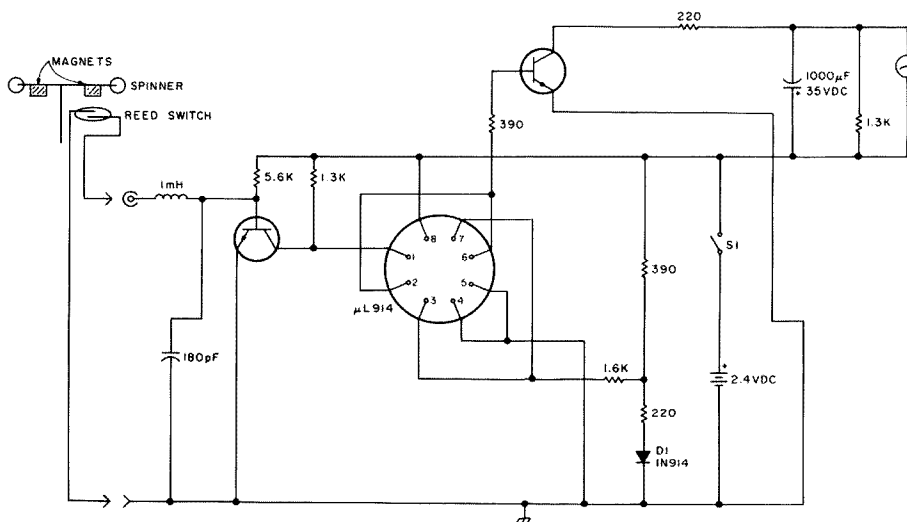 220
MAGNETS
SPINNER
REED SWITCH
1000µF
35VDC
+
1.3K
390
5.6K
1.3K
1mH
8
7
1
6
2
5
3
4
µL914
390
S1
180pF
1.6K
+
2.4VDC
220
D1
1N914